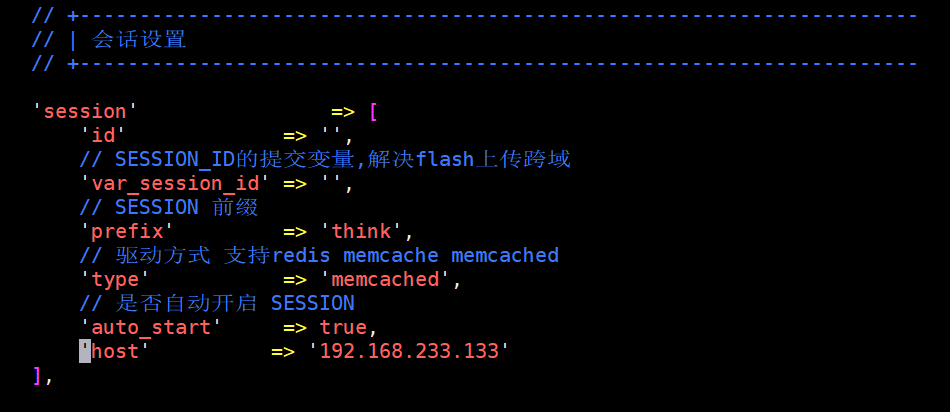 // +----------------------------------------------------------------------
// | 会话设置
// +----------------------------------------------------------------------
'session'                => [
    'id'             => '',
    // SESSION_ID的提交变量,解决flash上传跨域
    'var_session_id' => '',
    // SESSION 前缀
    'prefix'         => 'think',
    // 驱动方式 支持redis memcache memcached
    'type'           => 'memcached',
    // 是否自动开启 SESSION
    'auto_start'     => true,
    'host'          => '192.168.233.133'
],